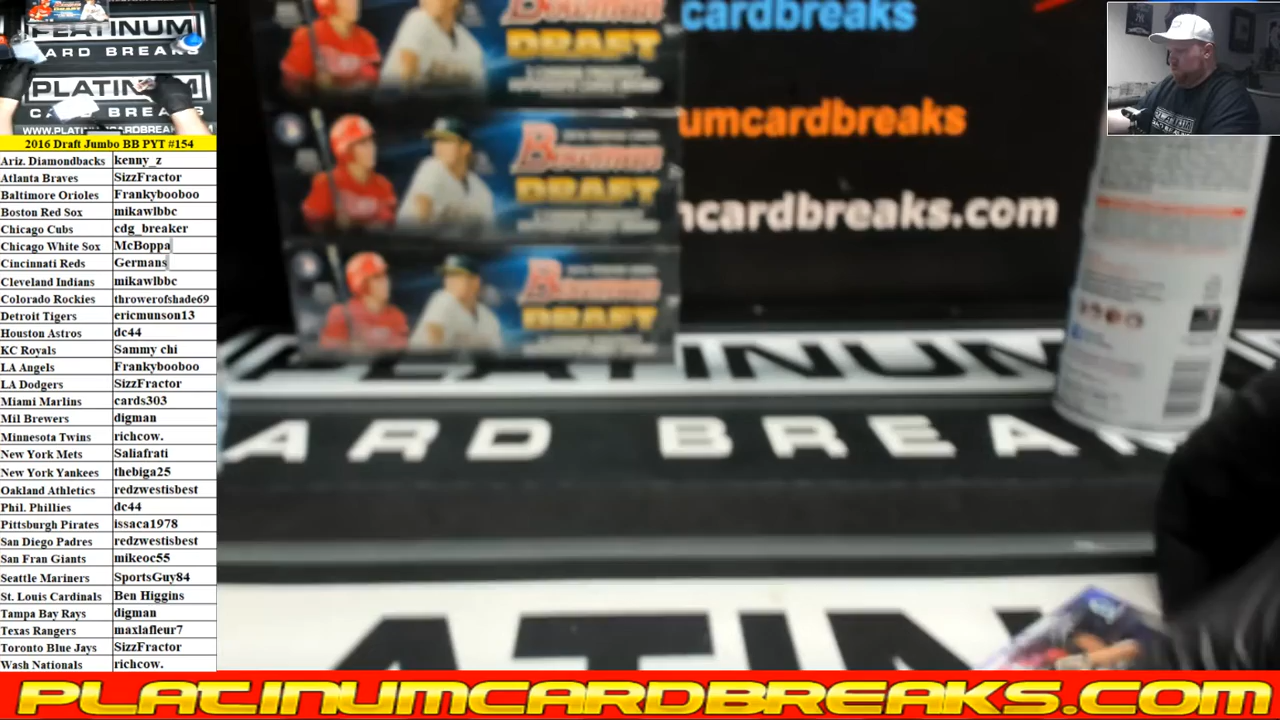 PLATINUM
CARD BREAKS
PLATINUM
CARD BREAKS
WWW.PLATINUMCARDBREAK
2016 Draft Jumbo BB PYT #154
Ariz. Diamondbacks kenny_z
Atlanta Braves SizzFractor
Baltimore Orioles Frankybooboo
Boston Red Sox mikawlbbc
Chicago Cubs cdg_breaker
Chicago White Sox McBoppa
Cincinnati Reds Germans
Cleveland Indians mikawlbbc
Colorado Rockies throwerofshade69
Detroit Tigers ericmunson13
Houston Astros dc44
KC Royals Sammy chi
LA Angels Frankybooboo
LA Dodgers SizzFractor
Miami Marlins cards303
Mil Brewers digman
Minnesota Twins richcow.
New York Mets Saliafrati
New York Yankees thebiga25
Oakland Athletics redzwestisbest
Phil. Phillies dc44
Pittsburgh Pirates issaca1978
San Diego Padres redzwestisbest
San Fran Giants mikeoc55
Seattle Mariners SportsGuy84
St. Louis Cardinals Ben Higgins
Tampa Bay Rays digman
Texas Rangers maxlafleur7
Toronto Blue Jays SizzFractor
Wash Nationals richcow.
Bowman
DRAFT
Bowman
DRAFT
Bowman
DRAFT
cardbreaks
umcardbreaks
mcardbreaks.com
PLATINUM
ARD BREA
ATIN
PLATINUMCARDBREAKS.COM